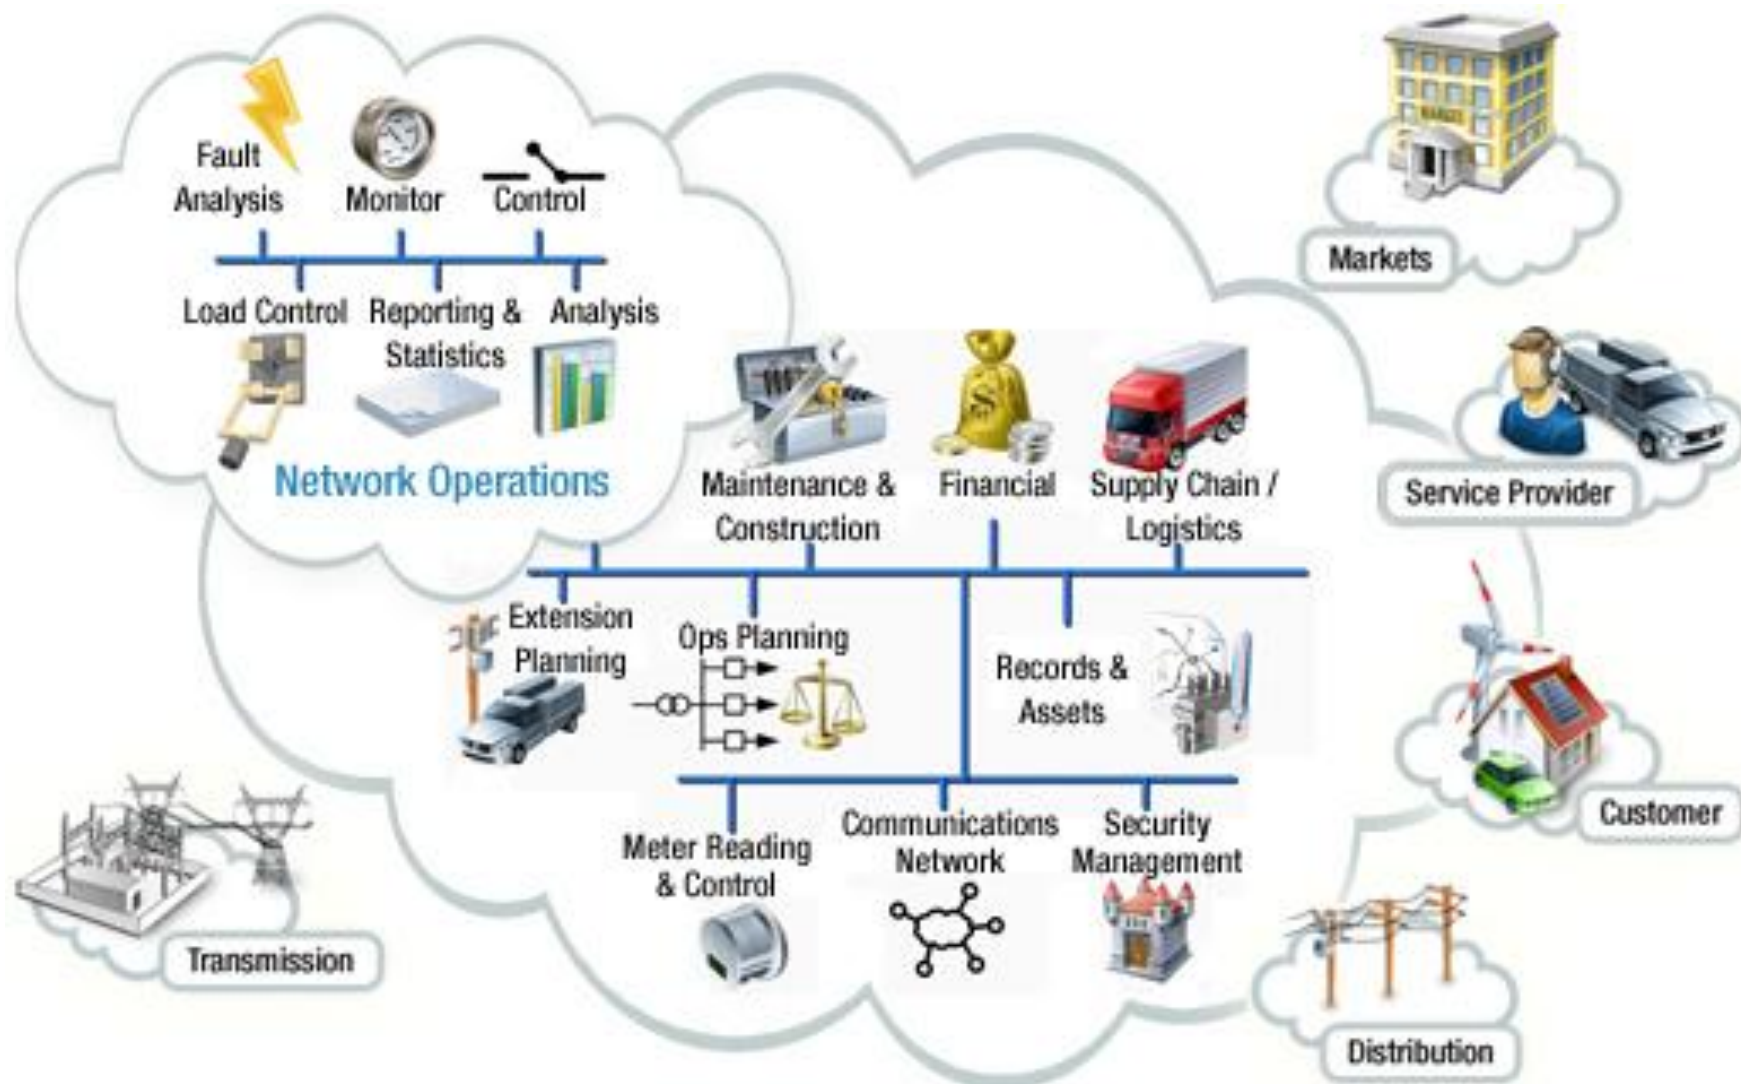 Fault
Analysis
Monitor
Control
Load Control
Reporting &
Statistics
Analysis
Network Operations
Maintenance &
Construction
Financial
Supply Chain /
Logistics
Extension
Planning
Ops Planning
Records &
Assets
Meter Reading
& Control
Communications
Network
Security
Management
MARKET
Markets
Service Provider
Customer
Distribution
Transmission
$